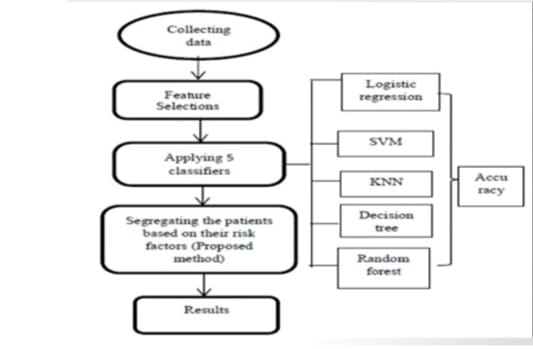 Collecting
data
Feature
Selections
Applying 5
classifiers
Segregating the patients
based on their risk
factors (Proposed
method)
Results
Logistic
regression
SVM
KNN
Decision
tree
Random
forest
Accu
racy